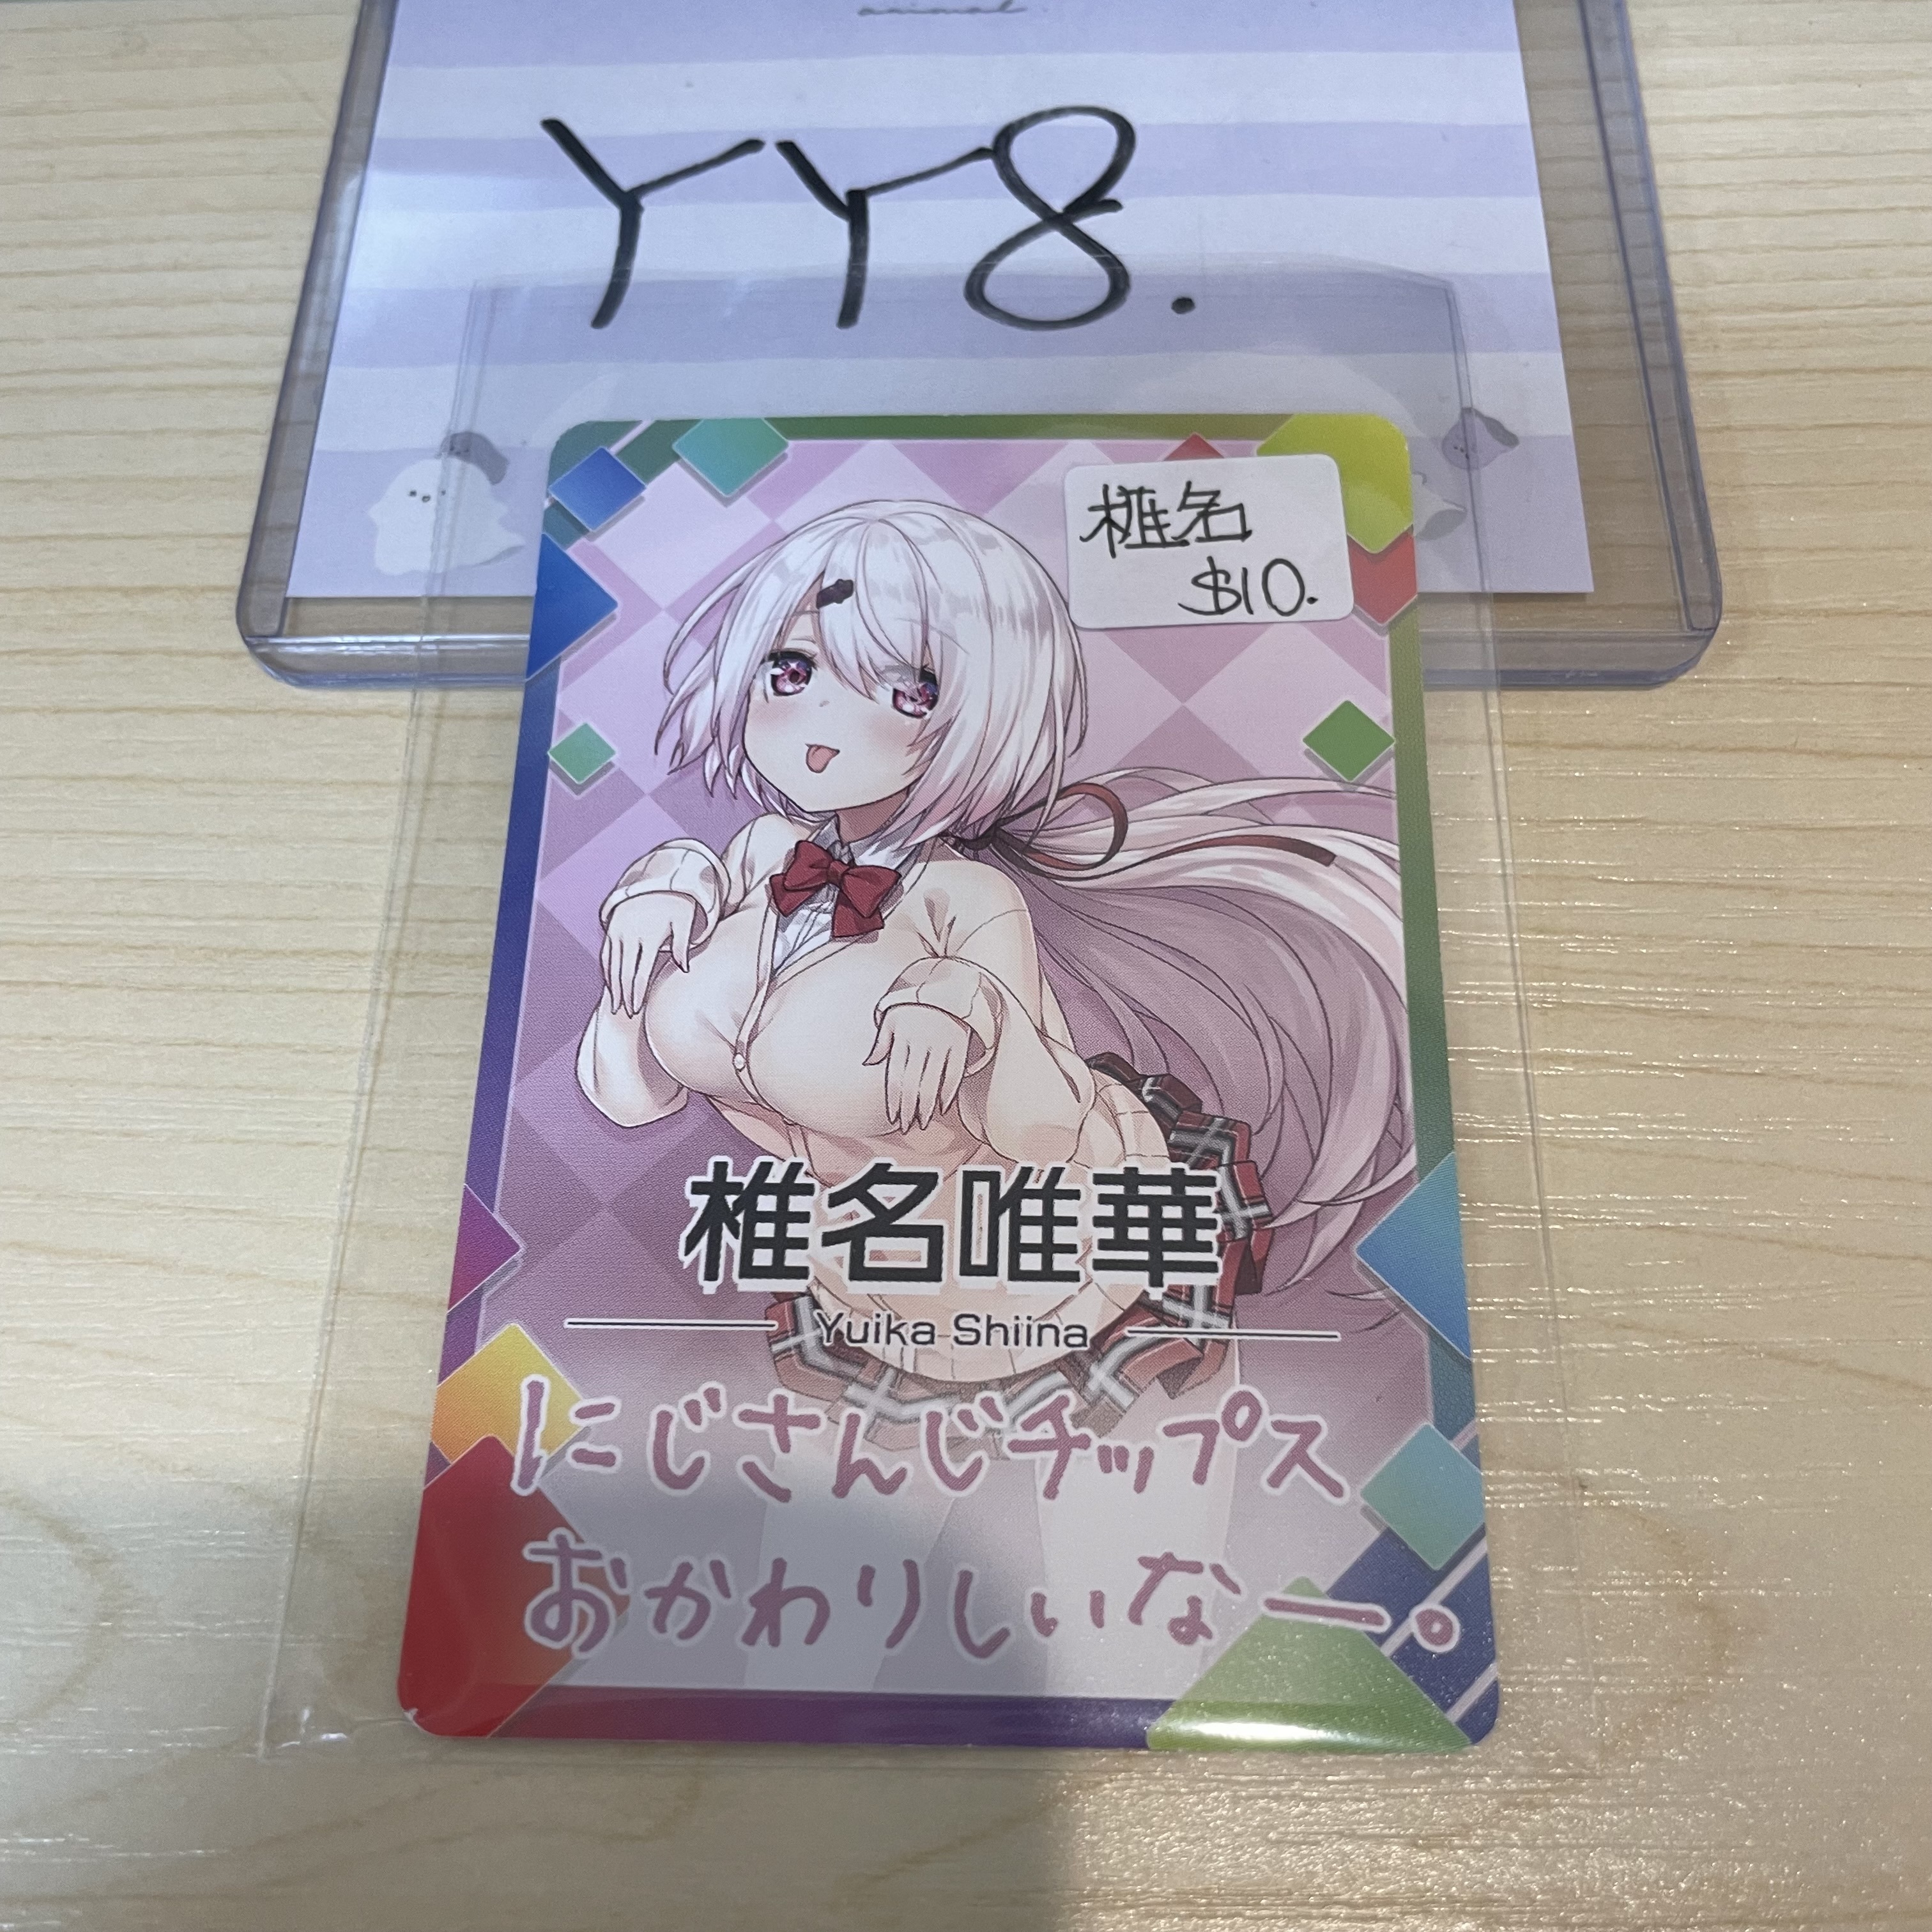 animal
YY8.
椎名
$10.
椎名唯華
Yuika Shiina
にじさんじチップス
おかわりしいなー。